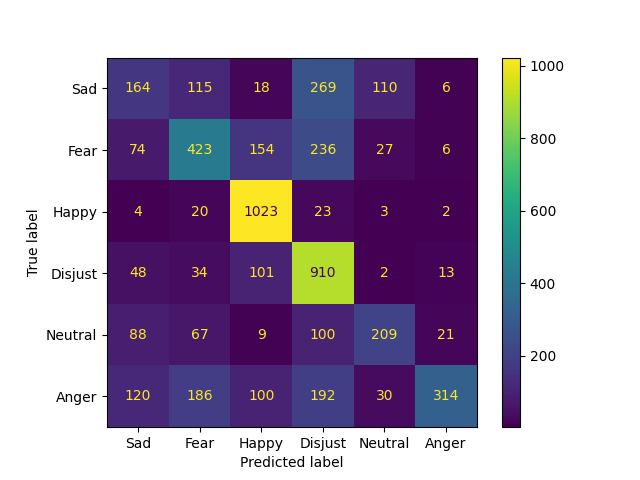 Sad 164 115 18 269 110 6
Fear 74 423 154 236 27 6
Happy 4 20 1023 23 3 2
Disjust 48 34 101 910 2 13
Neutral 88 67 9 100 209 21
Anger 120 186 100 192 30 314
Sad Fear Happy Disjust Neutral Anger
Predicted label
True label
1000
800
600
400
200